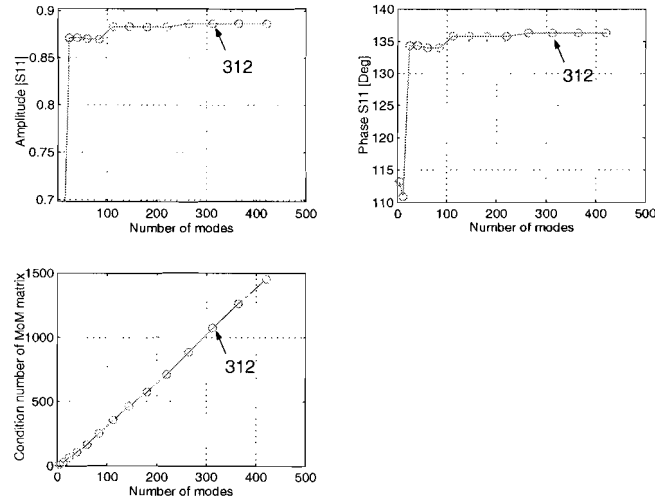 0.9
0.85
0.8
0.75
0.7
Amplitude |S11|
312
0 100 200 300 400 500
Number of modes
140
135
130
125
120
115
110
Phase S11 [Deg]
312
0 100 200 300 400 500
Number of modes
1500
1000
500
0
Condition number of MoM matrix
312
0 100 200 300 400 500
Number of modes